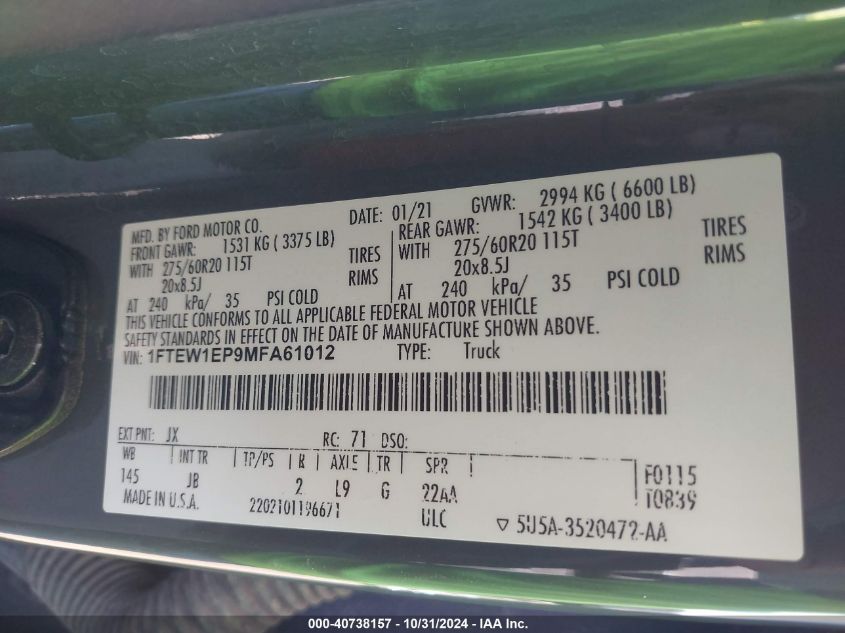 MFD. BY FORD MOTOR CO. DATE: 01/21 GVWR: 2994 KG ( 6600 LB)
FRONT GAWR: 1531 KG ( 3375 LB) REAR GAWR: 1542 KG ( 3400 LB)
WITH 275/60R20 115T TIRES WITH 275/60R20 115T TIRES
20x8.5J RIMS 20x8.5J RIMS
AT 240 kPa/ 35 PSI COLD AT 240 kPa/ 35 PSI COLD
THIS VEHICLE CONFORMS TO ALL APPLICABLE FEDERAL MOTOR VEHICLE
SAFETY STANDARDS IN EFFECT ON THE DATE OF MANUFACTURE SHOWN ABOVE.
VIN: 1FTEW1EP9MFA61012 TYPE: Truck
EXT PNT: JX RC: 71 DSO:
WB INT TR TP/PS R AXLE TR SPR
145 JB 2 L9 G 22AA F0115
MADE IN U.S.A. 2202101196671 ULC T0839
5U5A-3520472-AA
000-40738157 - 10/31/2024 - IAA Inc.